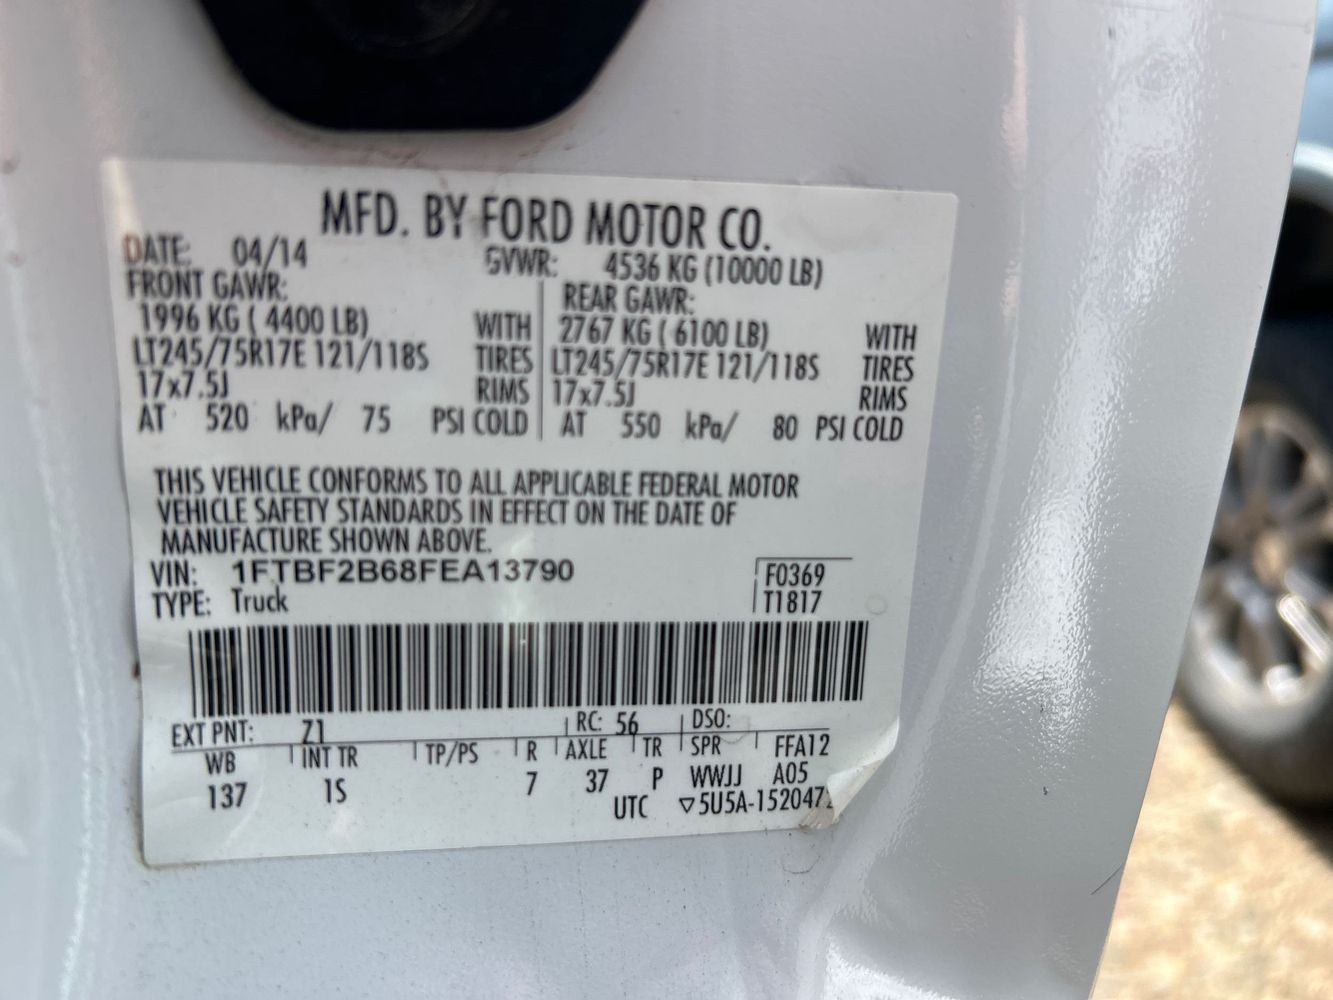 MFD. BY FORD MOTOR CO.
DATE: 04/14 GVWR: 4536 KG (10000 LB)
FRONT GAWR: REAR GAWR:
1996 KG ( 4400 LB) WITH 2767 KG ( 6100 LB) WITH
LT245/75R17E 121/118S TIRES LT245/75R17E 121/118S TIRES
17x7.5J RIMS 17x7.5J RIMS
AT 520 kPa/ 75 PSI COLD AT 550 kPa/ 80 PSI COLD
THIS VEHICLE CONFORMS TO ALL APPLICABLE FEDERAL MOTOR
VEHICLE SAFETY STANDARDS IN EFFECT ON THE DATE OF
MANUFACTURE SHOWN ABOVE.
VIN: 1FTBF2B68FEA13790 F0369
TYPE: Truck T1817
EXT PNT: Z1 RC: 56 DSO:
WB INT TR TP/PS R AXLE TR SPR FFA12
137 1S 7 37 P WWJJ A05
UTC ▽5U5A-152047